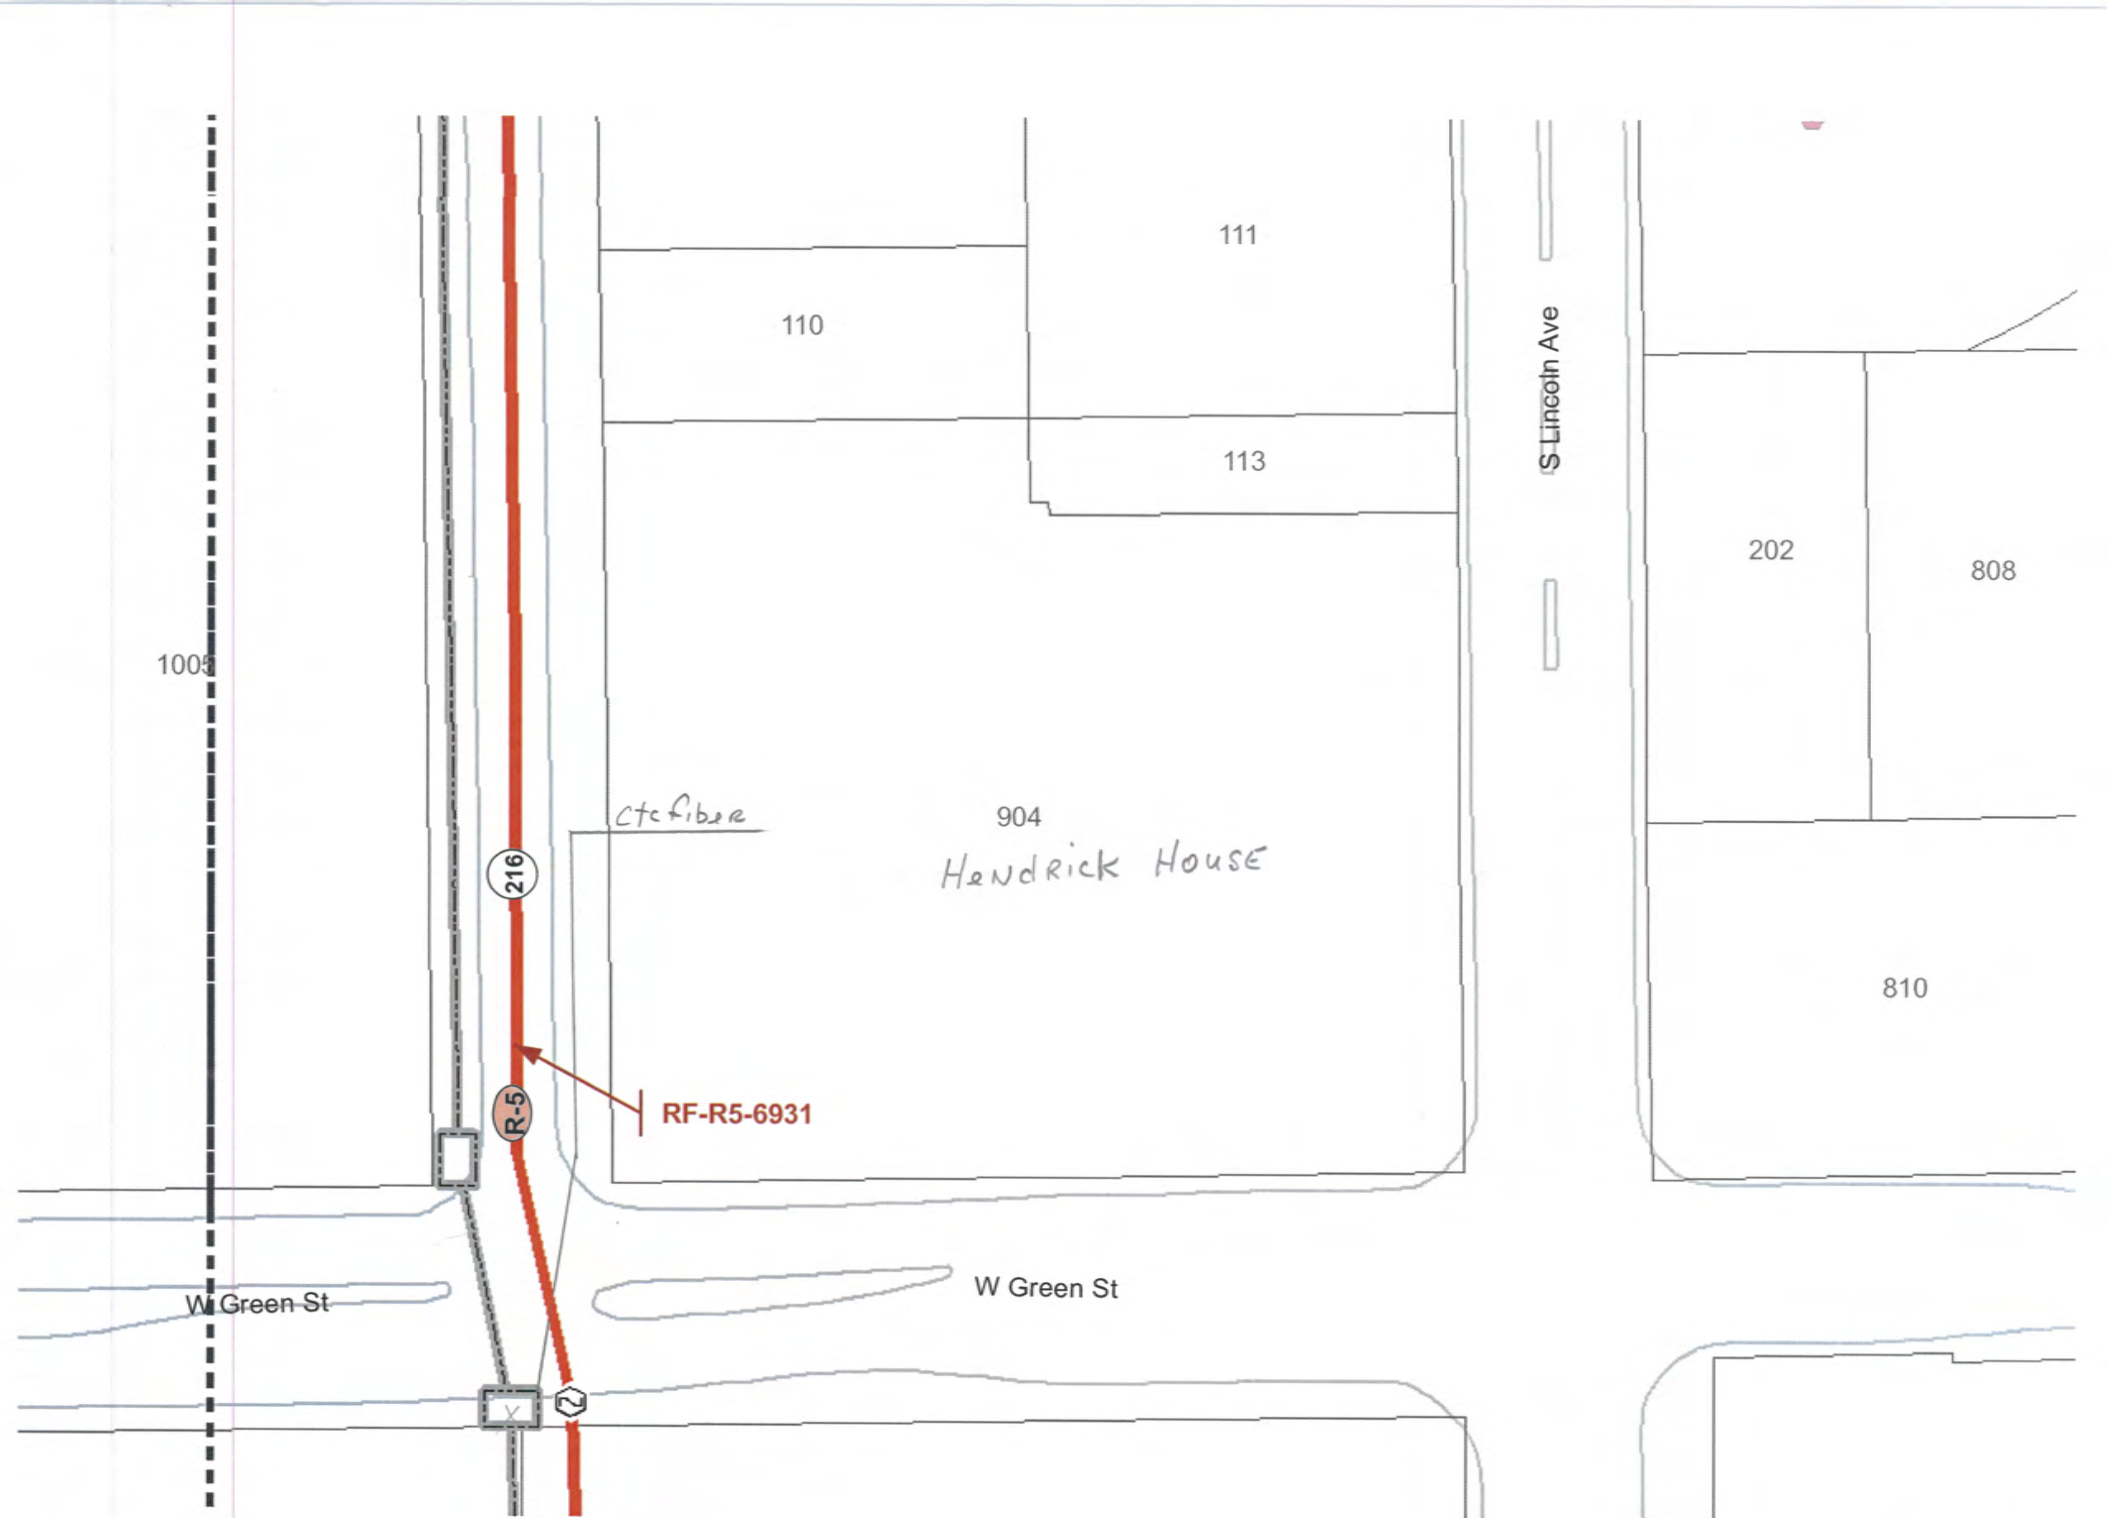 111
110
S Lincoln Ave
113
202
808
1005
ctc fiber
904
216
Hendrick House
810
R-5
RF-R5-6931
W Green St
W Green St
2
X